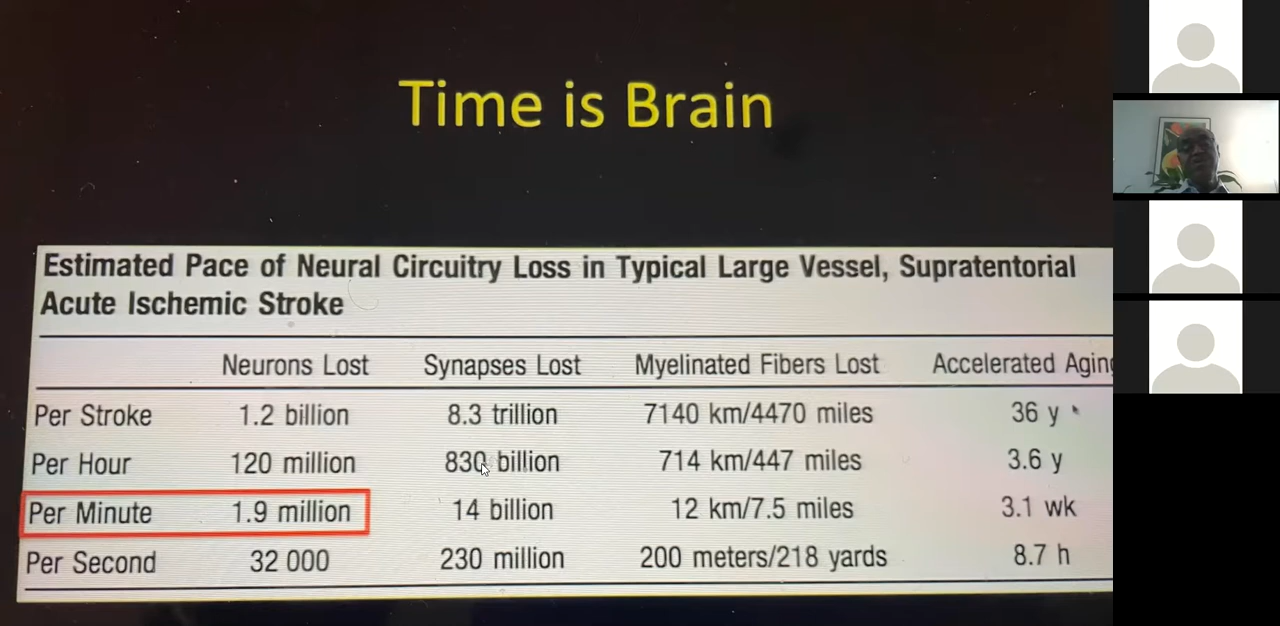 Time is Brain
Estimated Pace of Neural Circuitry Loss in Typical Large Vessel, Supratentorial
Acute Ischemic Stroke
Neurons Lost Synapses Lost Myelinated Fibers Lost Accelerated Aging
Per Stroke 1.2 billion 8.3 trillion 7140 km/4470 miles 36 y
Per Hour 120 million 830 billion 714 km/447 miles 3.6 y
Per Minute 1.9 million 14 billion 12 km/7.5 miles 3.1 wk
Per Second 32 000 230 million 200 meters/218 yards 8.7 h